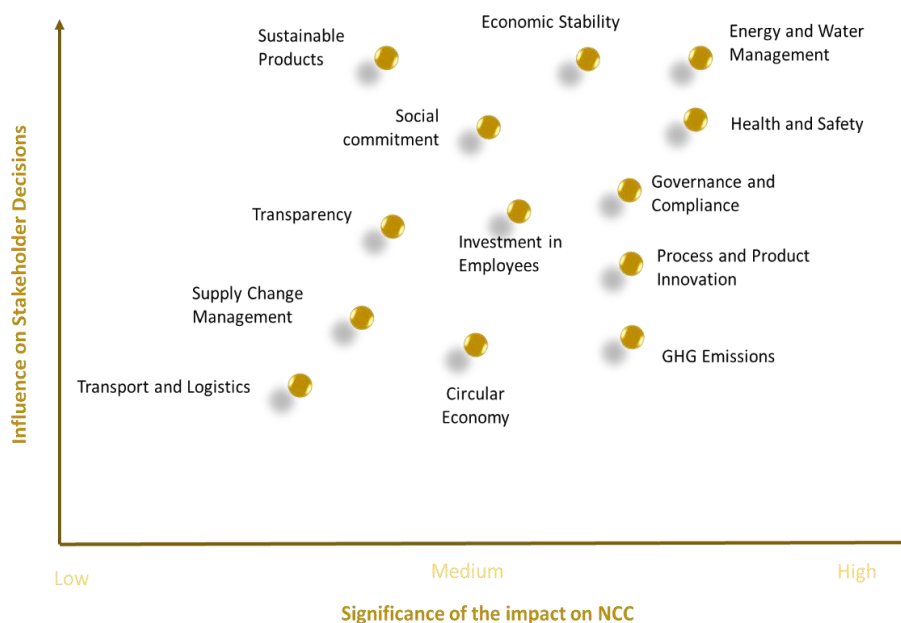 Economic Stability
Sustainable
Products
Energy and Water
Management
Social
commitment
Health and Safety
Governance and
Compliance
Transparency
Investment in
Employees
Process and Product
Innovation
Supply Change
Management
GHG Emissions
Transport and Logistics
Circular
Economy
Influence on Stakeholder Decisions
Low
Medium
High
Significance of the impact on NCC